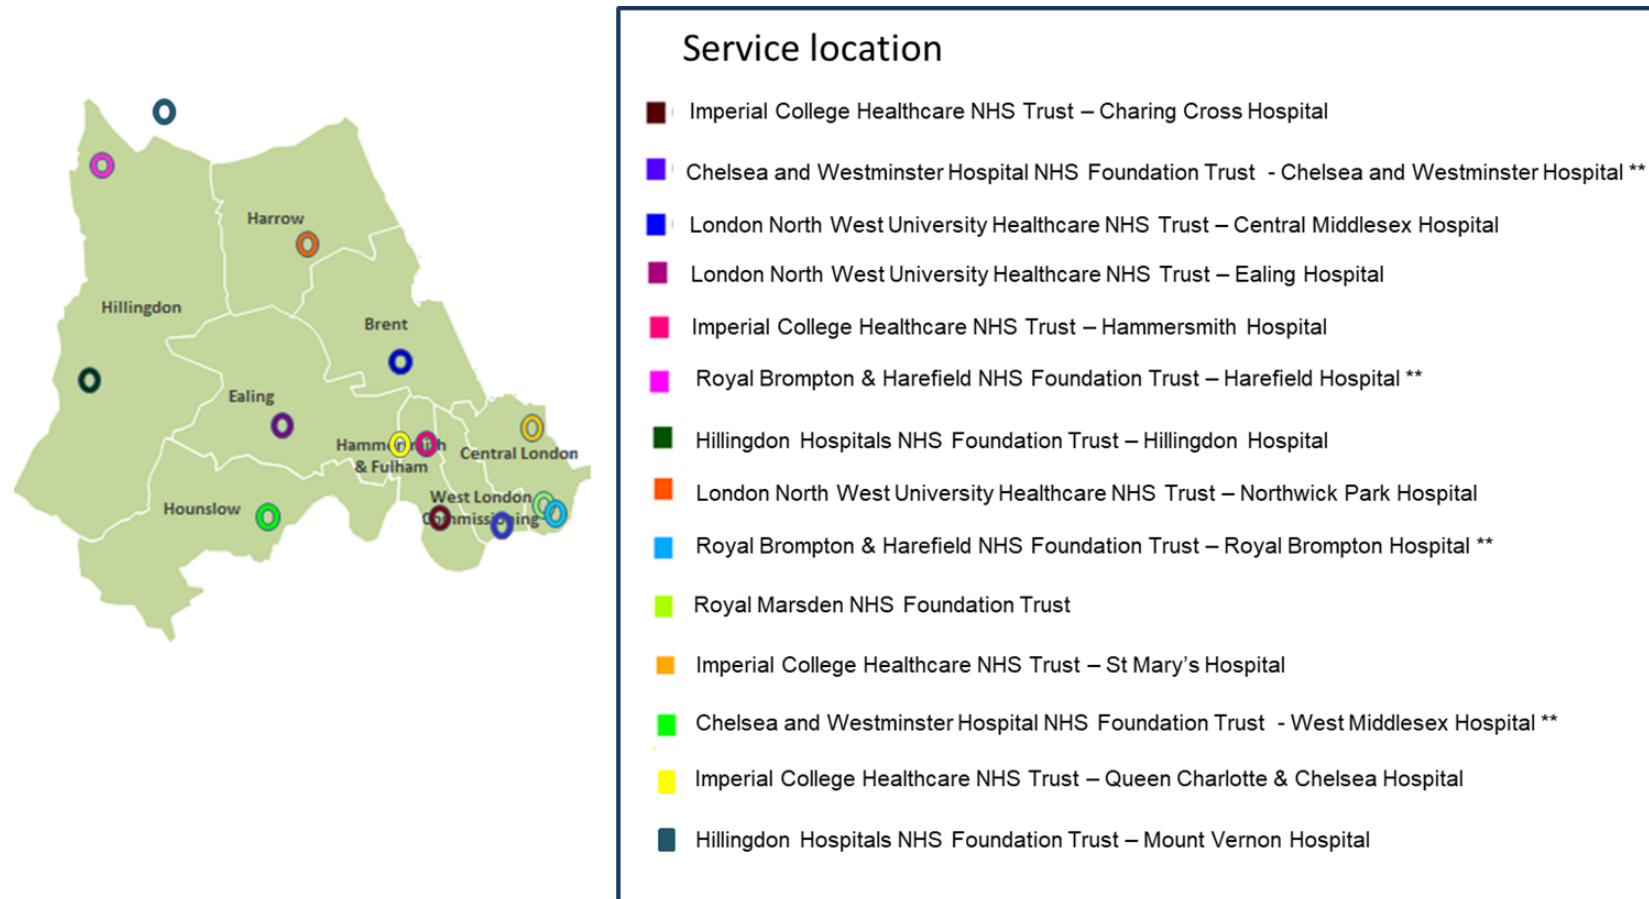 Service location
Imperial College Healthcare NHS Trust – Charing Cross Hospital
Chelsea and Westminster Hospital NHS Foundation Trust - Chelsea and Westminster Hospital **
London North West University Healthcare NHS Trust – Central Middlesex Hospital
London North West University Healthcare NHS Trust – Ealing Hospital
Imperial College Healthcare NHS Trust – Hammersmith Hospital
Royal Brompton & Harefield NHS Foundation Trust – Harefield Hospital **
Hillingdon Hospitals NHS Foundation Trust – Hillingdon Hospital
London North West University Healthcare NHS Trust – Northwick Park Hospital
Royal Brompton & Harefield NHS Foundation Trust – Royal Brompton Hospital **
Royal Marsden NHS Foundation Trust
Imperial College Healthcare NHS Trust – St Mary’s Hospital
Chelsea and Westminster Hospital NHS Foundation Trust - West Middlesex Hospital **
Imperial College Healthcare NHS Trust – Queen Charlotte & Chelsea Hospital
Hillingdon Hospitals NHS Foundation Trust – Mount Vernon Hospital
Harrow
Hillingdon
Brent
Ealing
Hammersmith
& Fulham
Central London
West London
Commissioning
Hounslow